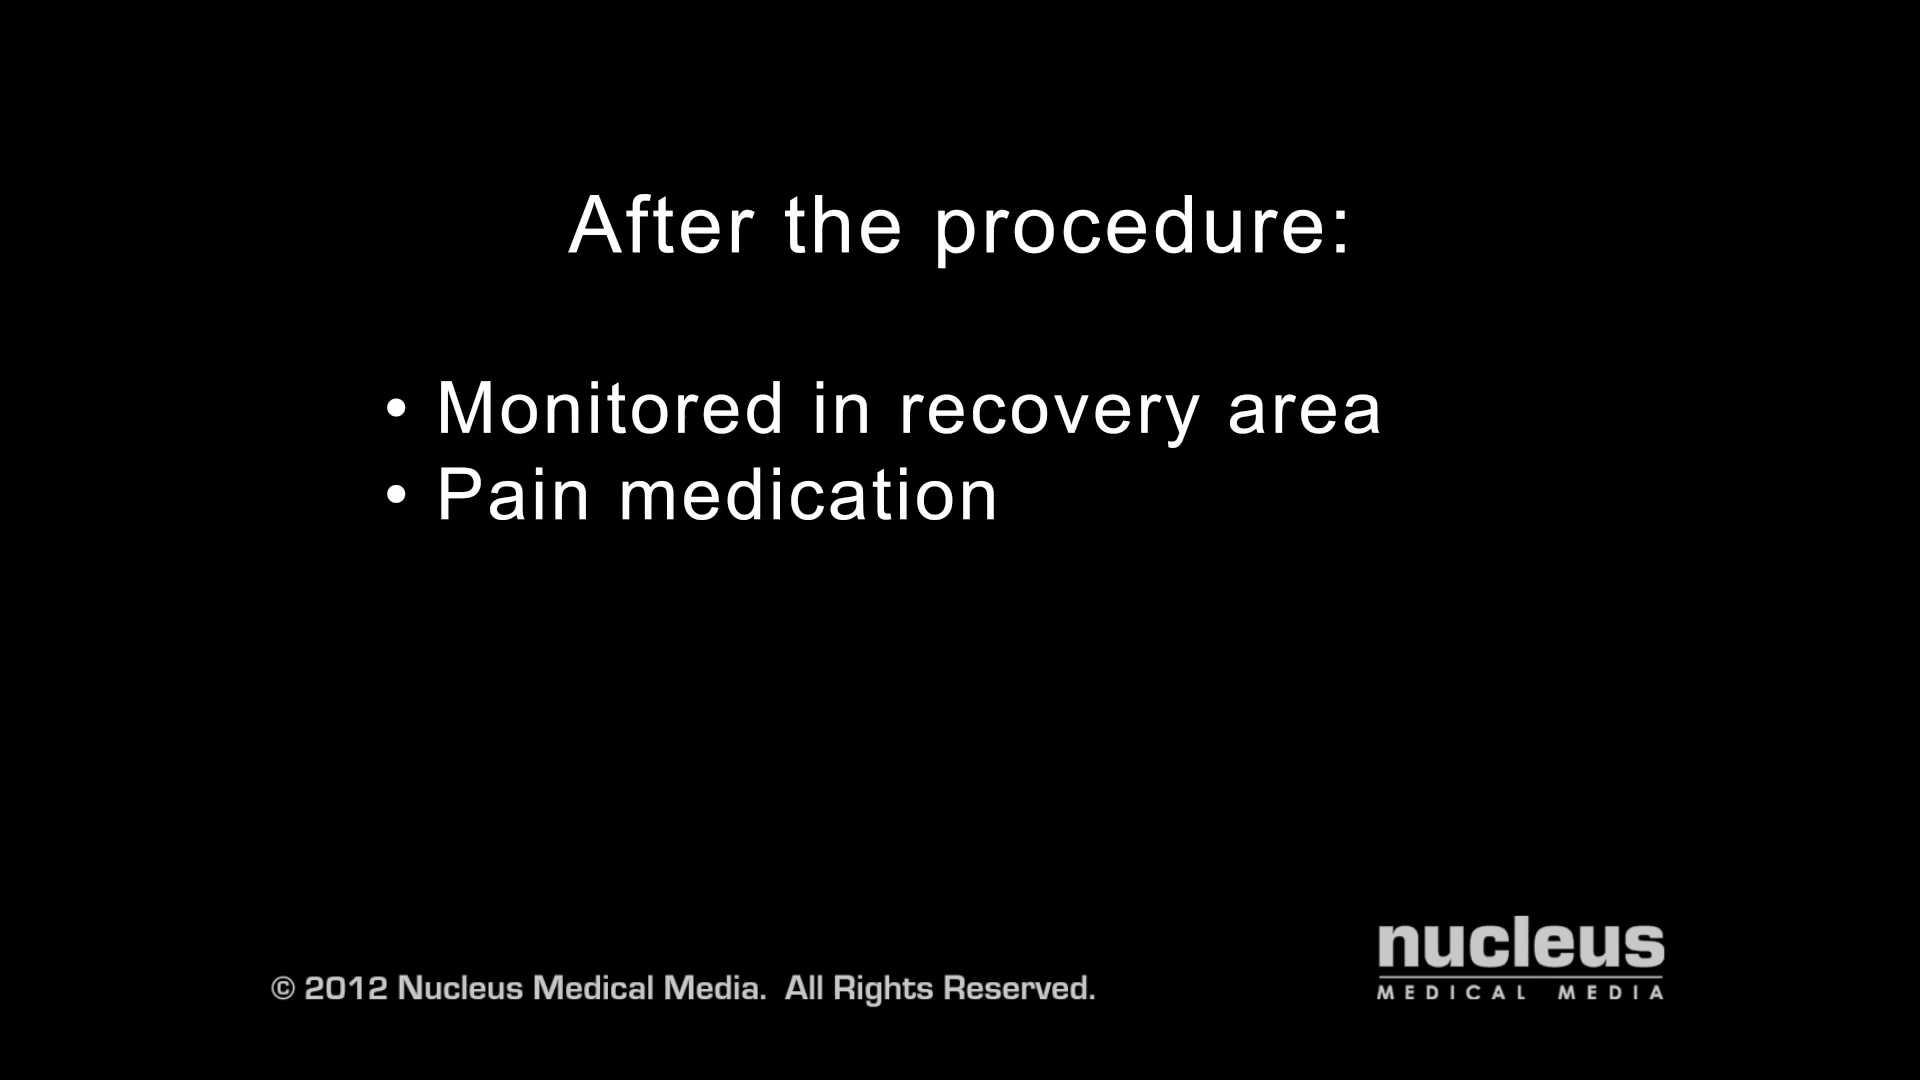 After the procedure:
• Monitored in recovery area
• Pain medication
nucleus
MEDICAL MEDIA
© 2012 Nucleus Medical Media.  All Rights Reserved.